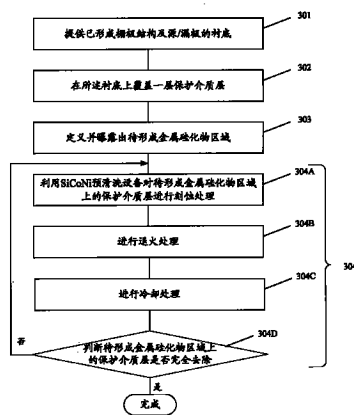 301
提供已形成栅极结构及源/漏极的衬底
302
在所述衬底上覆盖一层保护介质层
303
定义并曝露出待形成金属硅化物区域
304A
利用SiCoNi预清洗设备对待形成金属硅化物区域
上的保护介质层进行刻蚀处理
304B
进行退火处理
304
304C
进行冷却处理
304D
判断待形成金属硅化物区域上
的保护介质层是否完全去除
否
是
完成